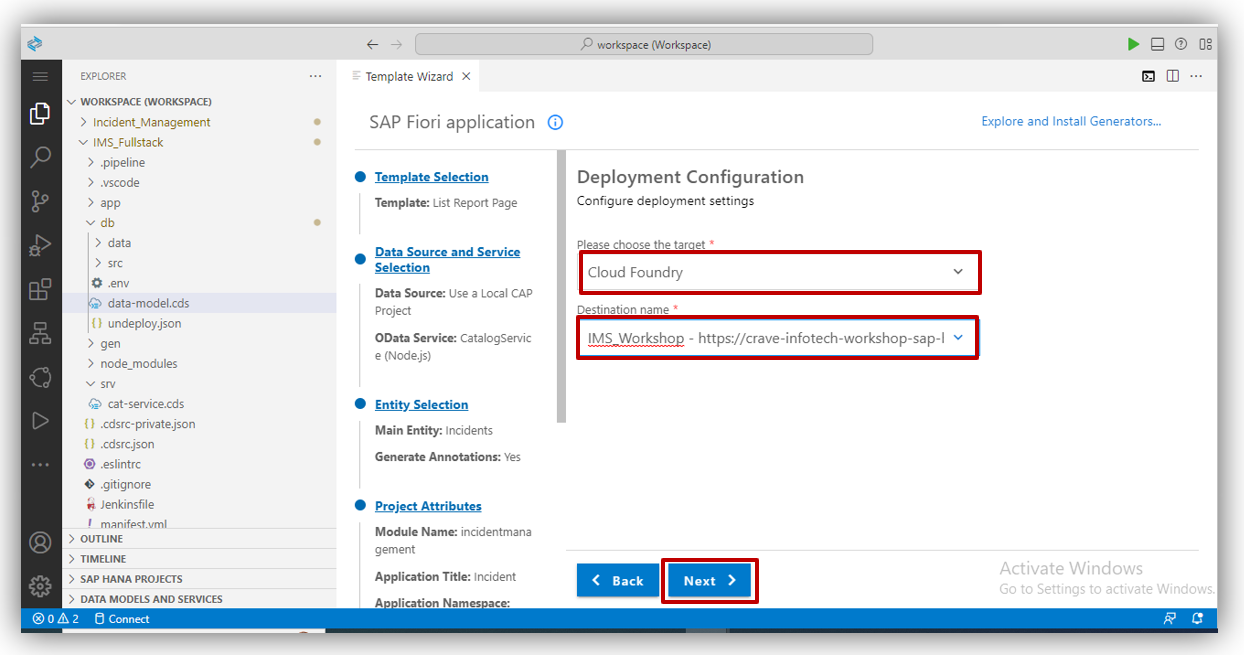 workspace (Workspace)
EXPLORER
Template Wizard
WORKSPACE (WORKSPACE)
Incident_Management
IMS_Fullstack
.pipeline
.vscode
app
db
data
src
.env
data-model.cds
undeploy.json
gen
node_modules
srv
cat-service.cds
.cdsrc-private.json
.cdsrc.json
.eslintrc
.gitignore
Jenkinsfile
manifest.yml
OUTLINE
TIMELINE
SAP HANA PROJECTS
DATA MODELS AND SERVICES
SAP Fiori application
Explore and Install Generators...
Template Selection
Template: List Report Page
Data Source and Service
Selection
Data Source: Use a Local CAP
Project
OData Service: CatalogServic
e (Node.js)
Entity Selection
Main Entity: Incidents
Generate Annotations: Yes
Project Attributes
Module Name: incidentmana
gement
Application Title: Incident
Application Namespace:
Deployment Configuration
Configure deployment settings
Please choose the target *
Cloud Foundry
Destination name *
IMS_Workshop - https://crave-infotech-workshop-sap-l
Back
Next
Activate Windows
Go to Settings to activate Windows.
0 2 Connect